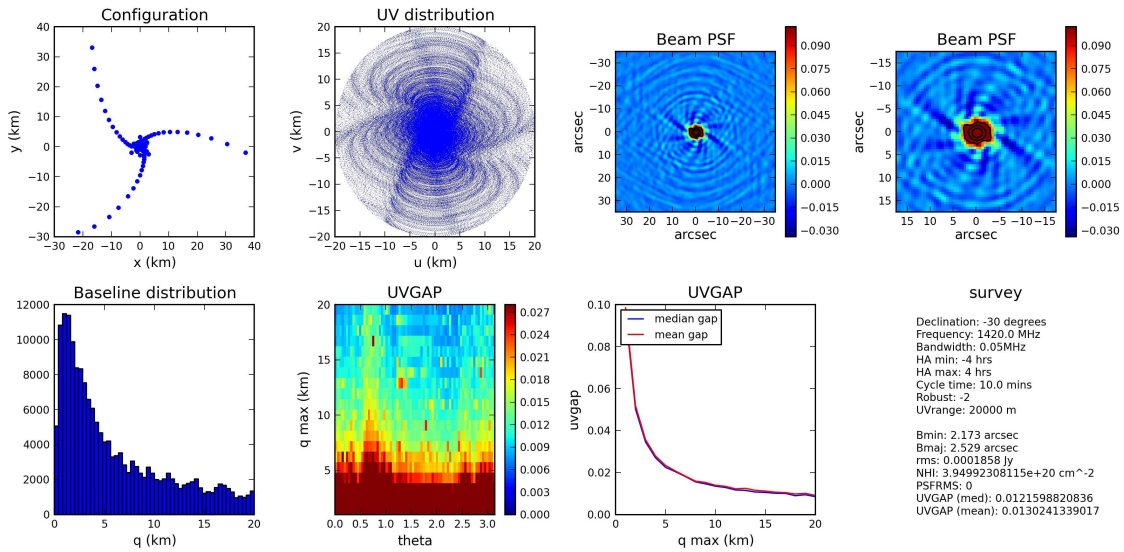 Configuration
40
30
20
10
0
−10
−20
−30
−30 −20 −10 0 10 20 30 40
x (km)
y (km)
UV distribution
20
15
10
5
0
−5
−10
−15
−20
−20 −15 −10 −5 0 5 10 15 20
u (km)
v (km)
Beam PSF
−30
−20
−10
0
10
20
30
30 20 10 0 −10 −20 −30
arcsec
arcsec
0.090
0.075
0.060
0.045
0.030
0.015
0.000
−0.015
−0.030
Beam PSF
−15
−10
−5
0
5
10
15
15 10 5 0 −5 −10 −15
arcsec
arcsec
0.090
0.075
0.060
0.045
0.030
0.015
0.000
−0.015
−0.030
Baseline distribution
12000
10000
8000
6000
4000
2000
0
0 5 10 15 20
q (km)
UVGAP
20
15
10
5
0.0 0.5 1.0 1.5 2.0 2.5 3.0
theta
q max (km)
0.027
0.024
0.021
0.018
0.015
0.012
0.009
0.006
0.003
0.000
UVGAP
median gap
mean gap
0.10
0.08
0.06
0.04
0.02
0.00
0 5 10 15 20
q max (km)
uvgap
survey
Declination: -30 degrees
Frequency: 1420.0 MHz
Bandwidth: 0.05MHz
HA min: -4 hrs
HA max: 4 hrs
Cycle time: 10.0 mins
Robust: -2
UVrange: 20000 m
Bmin: 2.173 arcsec
Bmaj: 2.529 arcsec
rms: 0.0001858 Jy
NHI: 3.94992308115e+20 cm^-2
PSFRMS: 0
UVGAP (med): 0.0121598820836
UVGAP (mean): 0.0130241339017